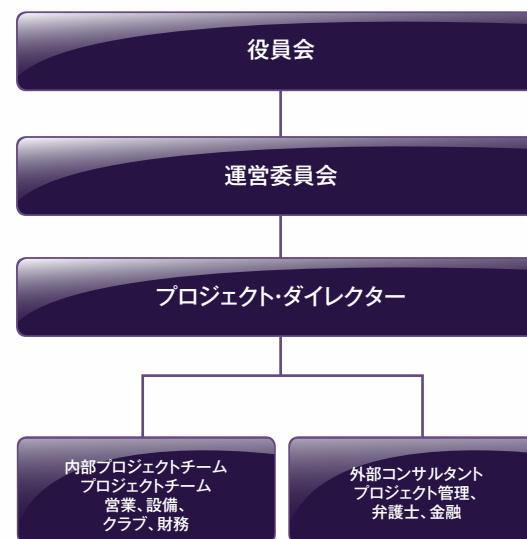 役員会
運営委員会
プロジェクト・ダイレクター
内部プロジェクトチーム
プロジェクトチーム
営業、設備、
クラブ、財務
外部コンサルタント
プロジェクト管理、
弁護士、金融